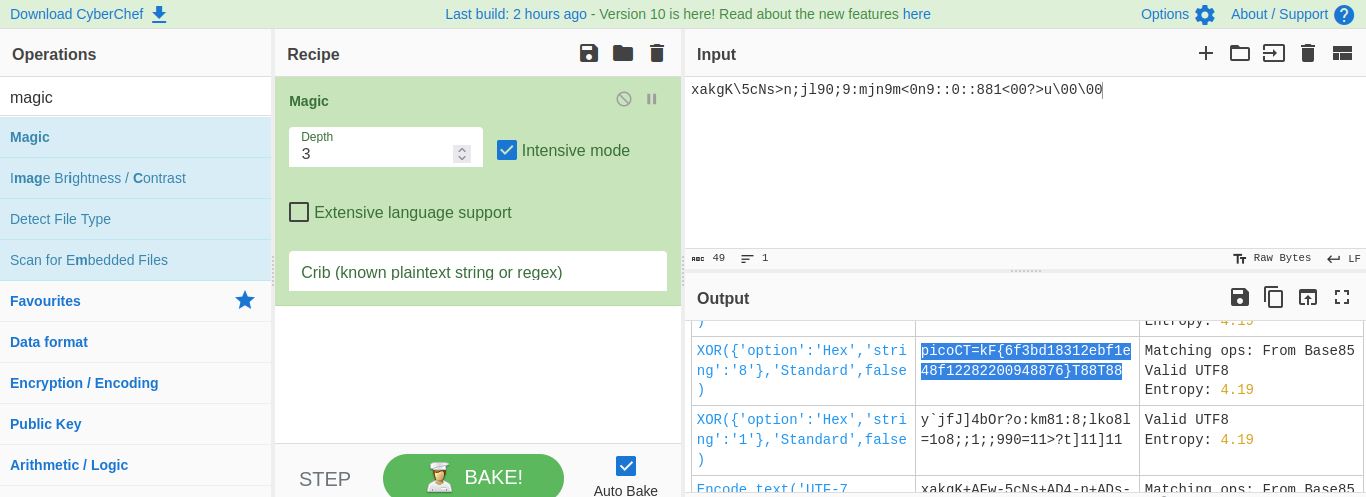 Download CyberChef
Last build: 2 hours ago - Version 10 is here! Read about the new features here
Options
About / Support
Operations
magic
Magic
Image Brightness / Contrast
Detect File Type
Scan for Embedded Files
Favourites
Data format
Encryption / Encoding
Public Key
Arithmetic / Logic
Recipe
Magic
Depth
3
Intensive mode
Extensive language support
Crib (known plaintext string or regex)
STEP
BAKE!
Auto Bake
Input
xakgK\5cNs>n;jl90;9:mjn9m<0n9::0::881<00?>u\00\00
ABC 49
1
Raw Bytes
LF
Output
)
Entropy: 4.19
XOR({'option':'Hex','stri
ng':'8'},'Standard',false
)
picoCT=kF{6f3bd18312ebf1e
48f12282200948876}T88T88
Matching ops: From Base85
Valid UTF8
Entropy: 4.19
XOR({'option':'Hex','stri
ng':'1'},'Standard',false
)
y`jfJ]4bOr?o:km81:8;lko8l
=1o8;;1;;990=11>?t]11]11
Valid UTF8
Entropy: 4.19
Encode text('UTF-7
xakgK+AFw-5cNs+AD4-n+ADs-
Matching ops: From Base85